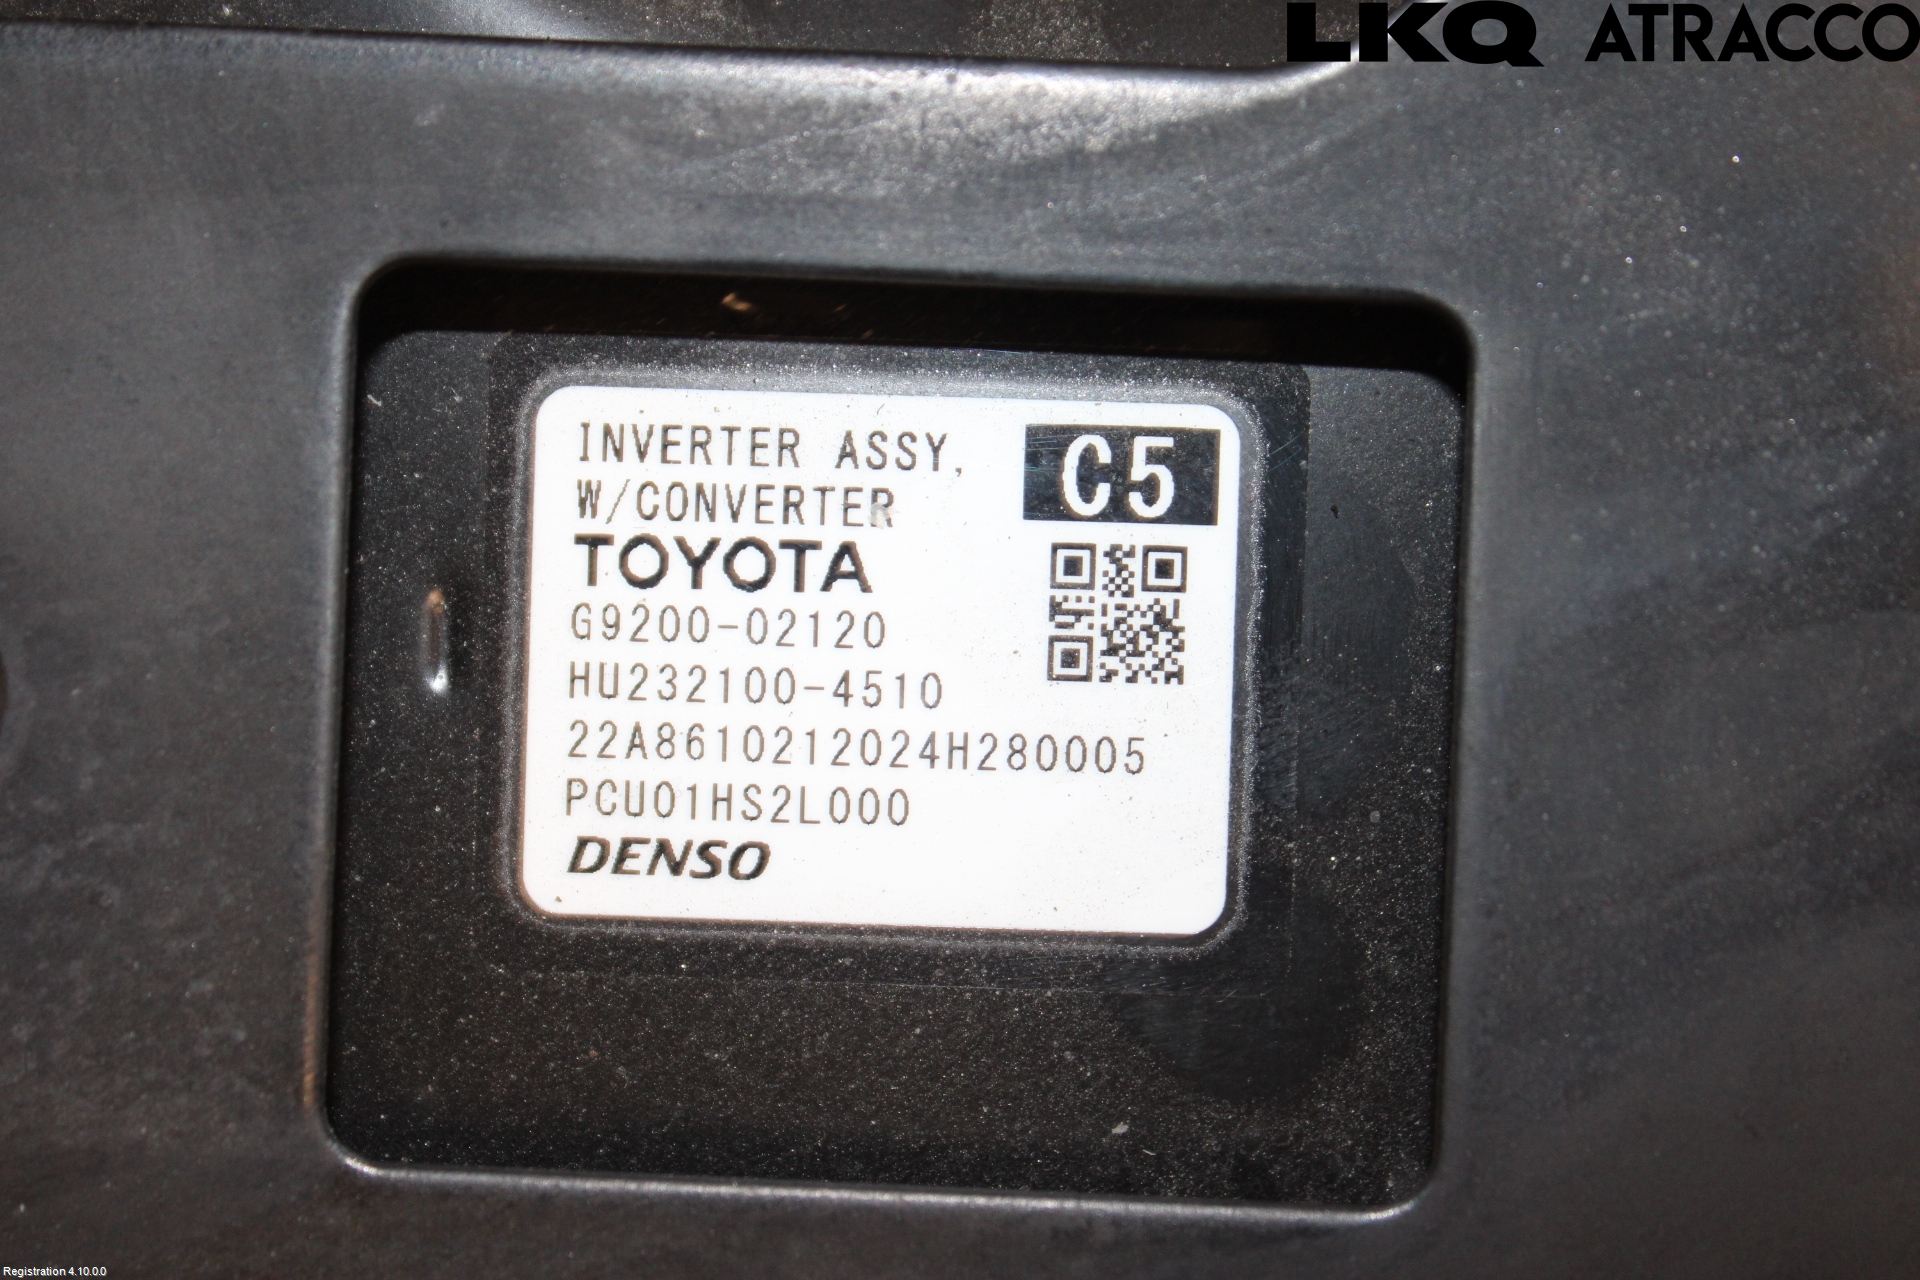 LKQ ATRACCO
INVERTER ASSY,
W/CONVERTER
C5
TOYOTA
G9200-02120
HU232100-4510
22A8610212024H280005
PCU01HS2L000
DENSO
Registration 4.10.0.0